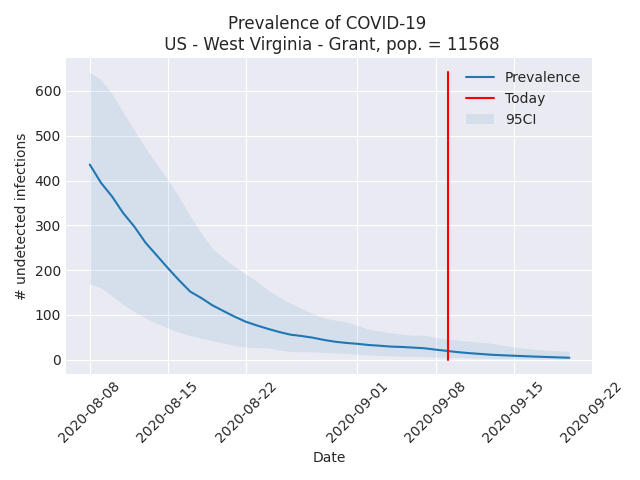 Prevalence of COVID-19
US - West Virginia - Grant, pop. = 11568
Prevalence
Today
95CI
# undetected infections
600
500
400
300
200
100
0
2020-08-08
2020-08-15
2020-08-22
2020-09-01
2020-09-08
2020-09-15
2020-09-22
Date